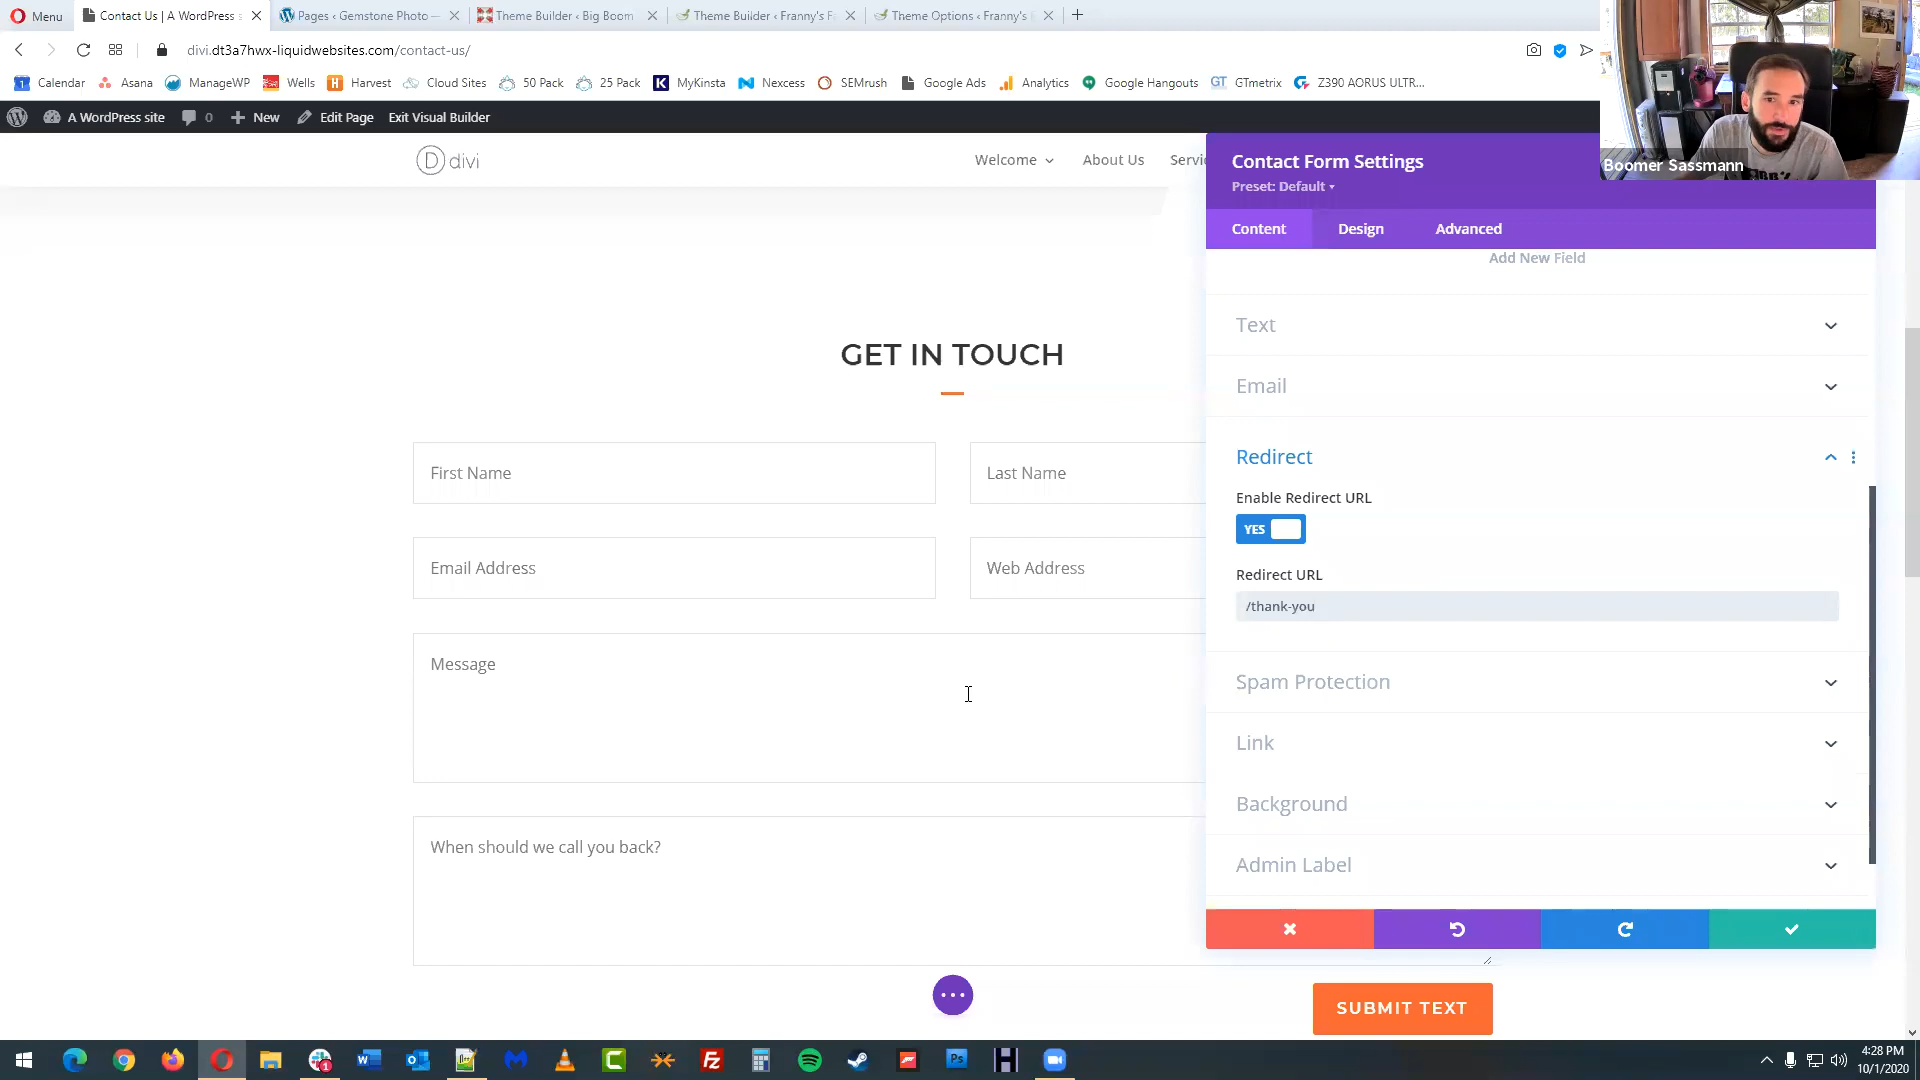 Menu
Contact Us | A WordPress s
Pages ‹ Gemstone Photo —
Theme Builder ‹ Big Boom
Theme Builder ‹ Franny's F
Theme Options ‹ Franny's
divi.dt3a7hwx-liquidwebsites.com/contact-us/
Calendar
Asana
ManageWP
Wells
Harvest
Cloud Sites
50 Pack
25 Pack
MyKinsta
Nexcess
SEMrush
Google Ads
Analytics
Google Hangouts
GT GTmetrix
Z390 AORUS ULTR...
A WordPress site
0
New
Edit Page
Exit Visual Builder
Boomer Sassmann
D divi
Welcome
About Us
Servi
Contact Form Settings
Preset: Default
Content
Design
Advanced
Add New Field
Text
Email
Redirect
Enable Redirect URL
YES
Redirect URL
/thank-you
Spam Protection
Link
Background
Admin Label
GET IN TOUCH
First Name
Last Name
Email Address
Web Address
Message
When should we call you back?
SUBMIT TEXT
4:28 PM
10/1/2020